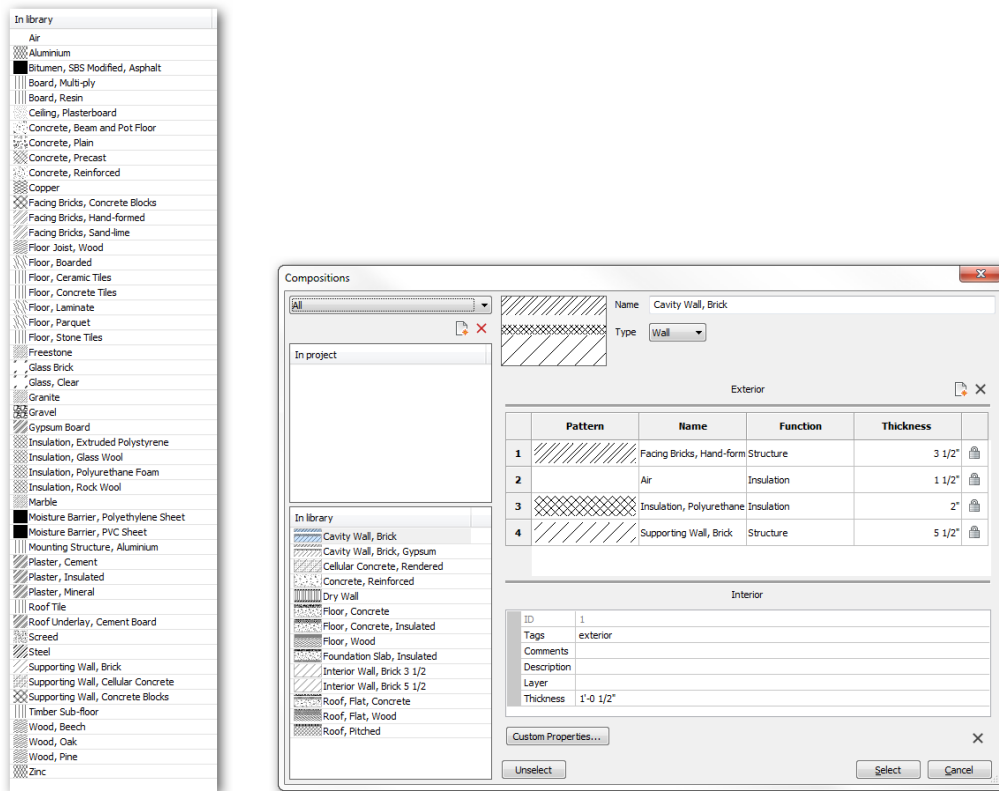 In library
Air
Aluminium
Bitumen, SBS Modified, Asphalt
Board, Multi-ply
Board, Resin
Ceiling, Plasterboard
Concrete, Beam and Pot Floor
Concrete, Plain
Concrete, Precast
Concrete, Reinforced
Copper
Facing Bricks, Concrete Blocks
Facing Bricks, Hand-formed
Facing Bricks, Sand-lime
Floor Joist, Wood
Floor, Boarded
Floor, Ceramic Tiles
Floor, Concrete Tiles
Floor, Laminate
Floor, Parquet
Floor, Stone Tiles
Freestone
Glass Brick
Glass, Clear
Granite
Gravel
Gypsum Board
Insulation, Extruded Polystyrene
Insulation, Glass Wool
Insulation, Polyurethane Foam
Insulation, Rock Wool
Marble
Moisture Barrier, Polyethylene Sheet
Moisture Barrier, PVC Sheet
Mounting Structure, Aluminium
Plaster, Cement
Plaster, Insulated
Plaster, Mineral
Roof Tile
Roof Underlay, Cement Board
Screed
Steel
Supporting Wall, Brick
Supporting Wall, Cellular Concrete
Supporting Wall, Concrete Blocks
Timber Sub-floor
Wood, Beech
Wood, Oak
Wood, Pine
Zinc
Compositions
All
In project
In library
Cavity Wall, Brick
Cavity Wall, Brick, Gypsum
Cellular Concrete, Rendered
Concrete, Reinforced
Dry Wall
Floor, Concrete
Floor, Concrete, Insulated
Floor, Wood
Foundation Slab, Insulated
Interior Wall, Brick 3 1/2
Interior Wall, Brick 5 1/2
Roof, Flat, Concrete
Roof, Flat, Wood
Roof, Pitched
Name Cavity Wall, Brick
Type Wall
Exterior
Pattern Name Function Thickness
1 Facing Bricks, Hand-form Structure 3 1/2"
2 Air Insulation 1 1/2"
3 Insulation, Polyurethane Insulation 2"
4 Supporting Wall, Brick Structure 5 1/2"
Interior
ID 1
Tags exterior
Comments
Description
Layer
Thickness 1'-0 1/2"
Custom Properties...
Unselect Select Cancel